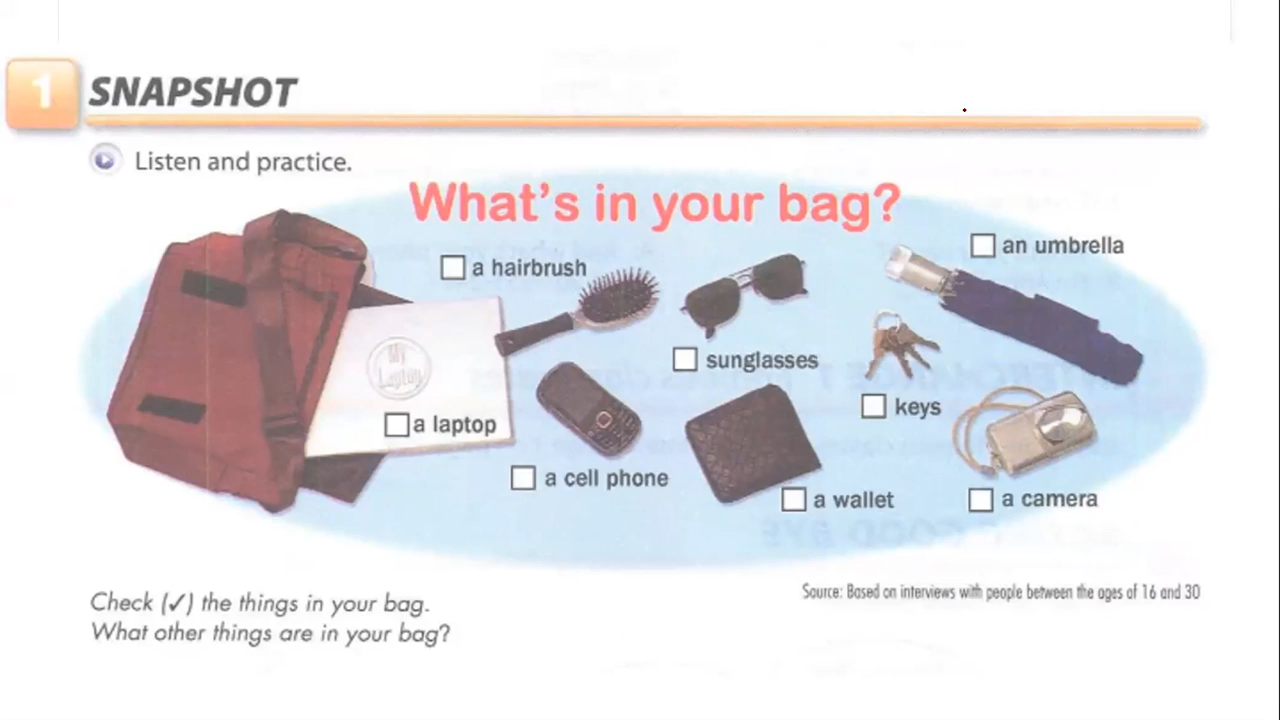 1 SNAPSHOT
Listen and practice.
What's in your bag?
My
Laptop
a laptop
a hairbrush
a cell phone
sunglasses
a wallet
keys
an umbrella
a camera
Source: Based on interviews with people between the ages of 16 and 30
Check (✓) the things in your bag.
What other things are in your bag?